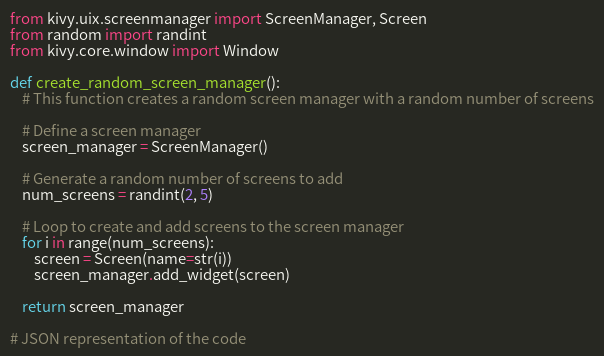 from kivy.uix.screenmanager import ScreenManager, Screen
from random import randint
from kivy.core.window import Window
def create_random_screen_manager():
# This function creates a random screen manager with a random number of screens
# Define a screen manager
screen_manager = ScreenManager()
# Generate a random number of screens to add
num_screens = randint(2, 5)
# Loop to create and add screens to the screen manager
for i in range(num_screens):
screen = Screen(name=str(i))
screen_manager.add_widget(screen)
return screen_manager
# JSON representation of the code